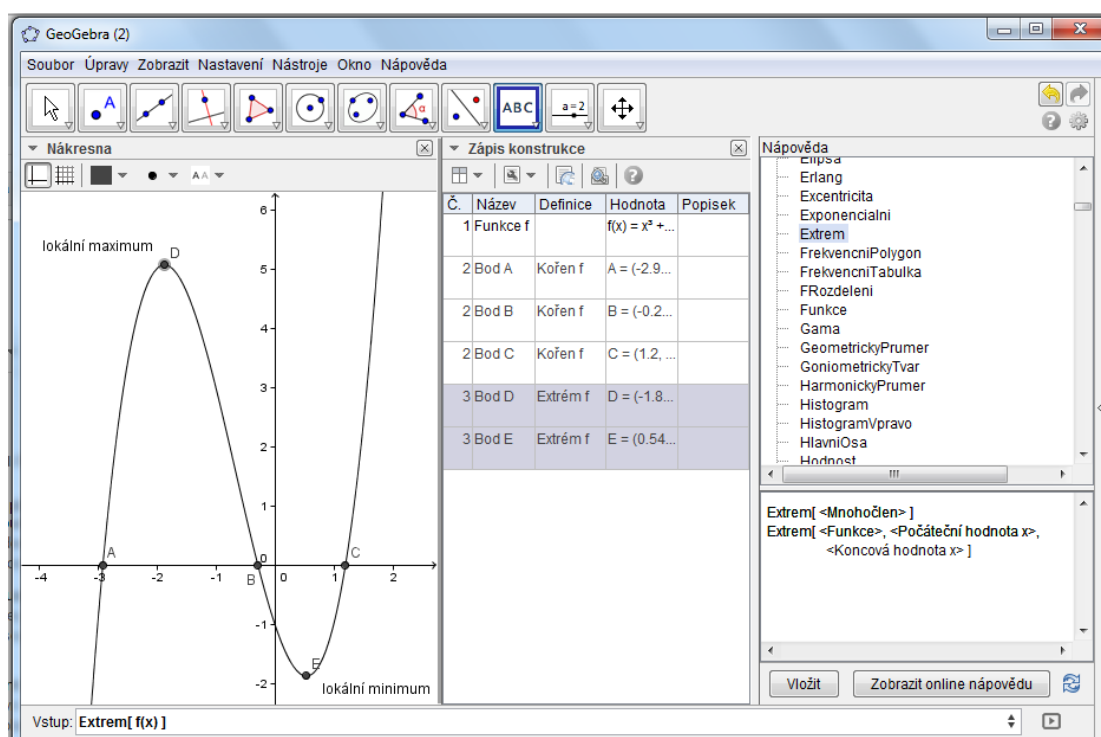 GeoGebra (2)
Soubor Úpravy Zobrazit Nastavení Nástroje Okno Nápověda
A
α
ABC
a=2
Nákresna
A A
lokální maximum
D
6
5
4
3
2
1
0
-1
-2
-4
-3
-2
-1
0
1
2
A
B
C
E
lokální minimum
Zápis konstrukce
Č. Název Definice Hodnota Popisek
1 Funkce f f(x) = x³ +...
2 Bod A Kořen f A = (-2.9...
2 Bod B Kořen f B = (-0.2...
2 Bod C Kořen f C = (1.2, ...
3 Bod D Extrém f D = (-1.8...
3 Bod E Extrém f E = (0.54...
Nápověda
Elipsa
Erlang
Excentricita
Exponencialni
Extrem
FrekvencniPolygon
FrekvencniTabulka
FRozdeleni
Funkce
Gama
GeometrickyPrumer
GoniometrickyTvar
HarmonickyPrumer
Histogram
HistogramVpravo
HlavniOsa
Hodnost
Extrem[ <Mnohočlen> ]
Extrem[ <Funkce>, <Počáteční hodnota x>,
<Koncová hodnota x> ]
Vložit Zobrazit online nápovědu
Vstup: Extrem[ f(x) ]